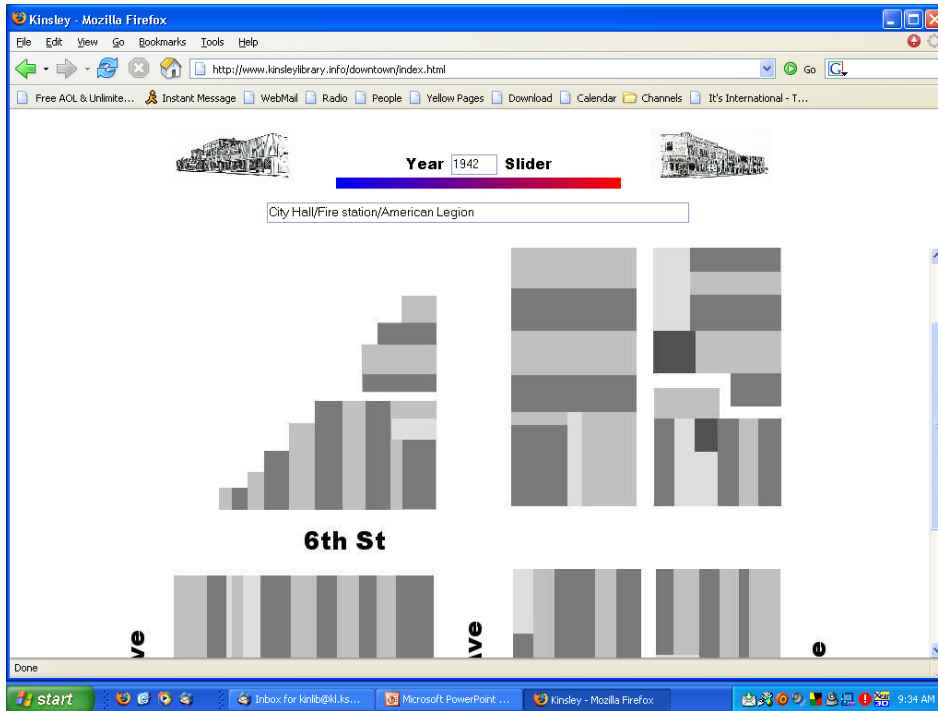 Kinsley - Mozilla Firefox
File Edit View Go Bookmarks Tools Help
http://www.kinsleylibrary.info/downtown/index.html Go G
Free AOL & Unlimite... Instant Message WebMail Radio People Yellow Pages Download Calendar Channels It's International - T...
Year 1942 Slider
City Hall/Fire station/American Legion
6th St
ve
Ave
e
Done
start Inbox for kinlib@kl.ks... Microsoft PowerPoint ... Kinsley - Mozilla Firefox 9:34 AM